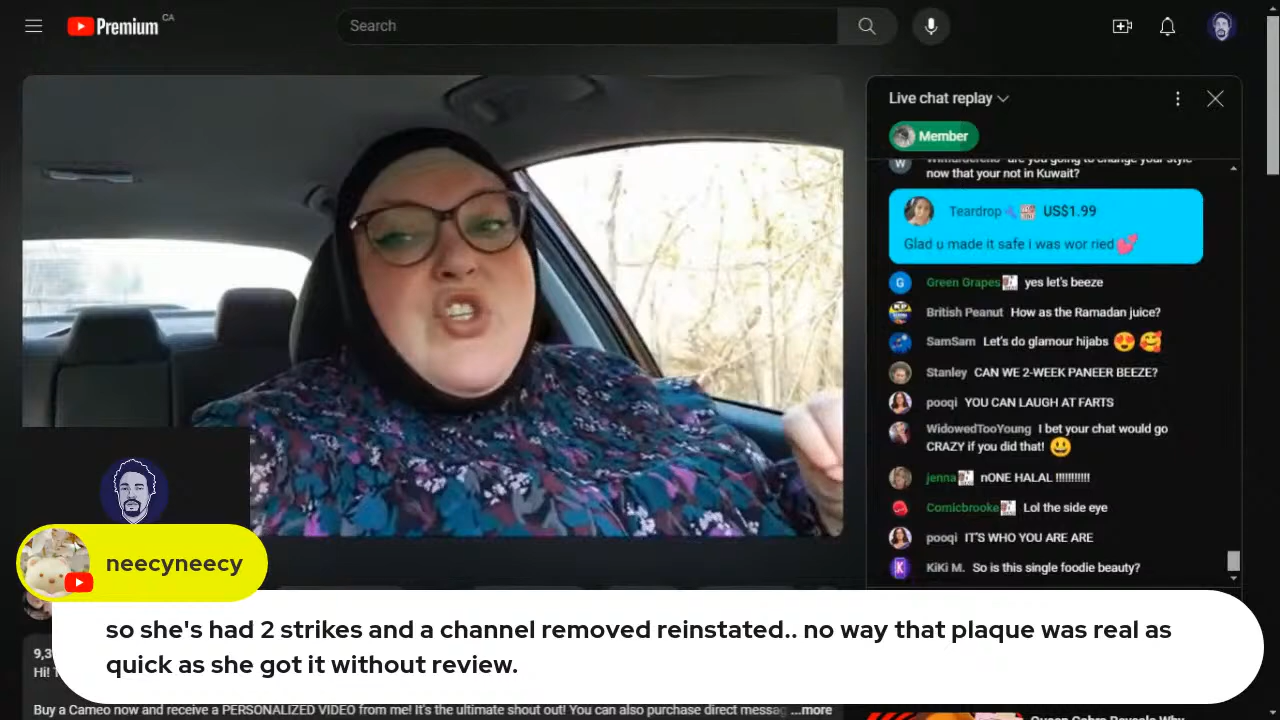 Premium CA
Search
Live chat replay
Member
are you going to change your style
now that your not in Kuwait?
Teardrop US$1.99
Glad u made it safe i was wor ried
G Green Grapes yes let's beeze
British Peanut How as the Ramadan juice?
SamSam Let's do glamour hijabs
Stanley CAN WE 2-WEEK PANEER BEEZE?
pooqi YOU CAN LAUGH AT FARTS
WidowedTooYoung I bet your chat would go
CRAZY if you did that!
jenna nONE HALAL !!!!!!!!!!!
Comicbrooke Lol the side eye
pooqi IT'S WHO YOU ARE ARE
KiKi M. So is this single foodie beauty?
neecyneecy
so she's had 2 strikes and a channel removed reinstated.. no way that plaque was real as
quick as she got it without review.
9,3
Hi!
Buy a Cameo now and receive a PERSONALIZED VIDEO from me! It's the ultimate shout out! You can also purchase direct messag ...more